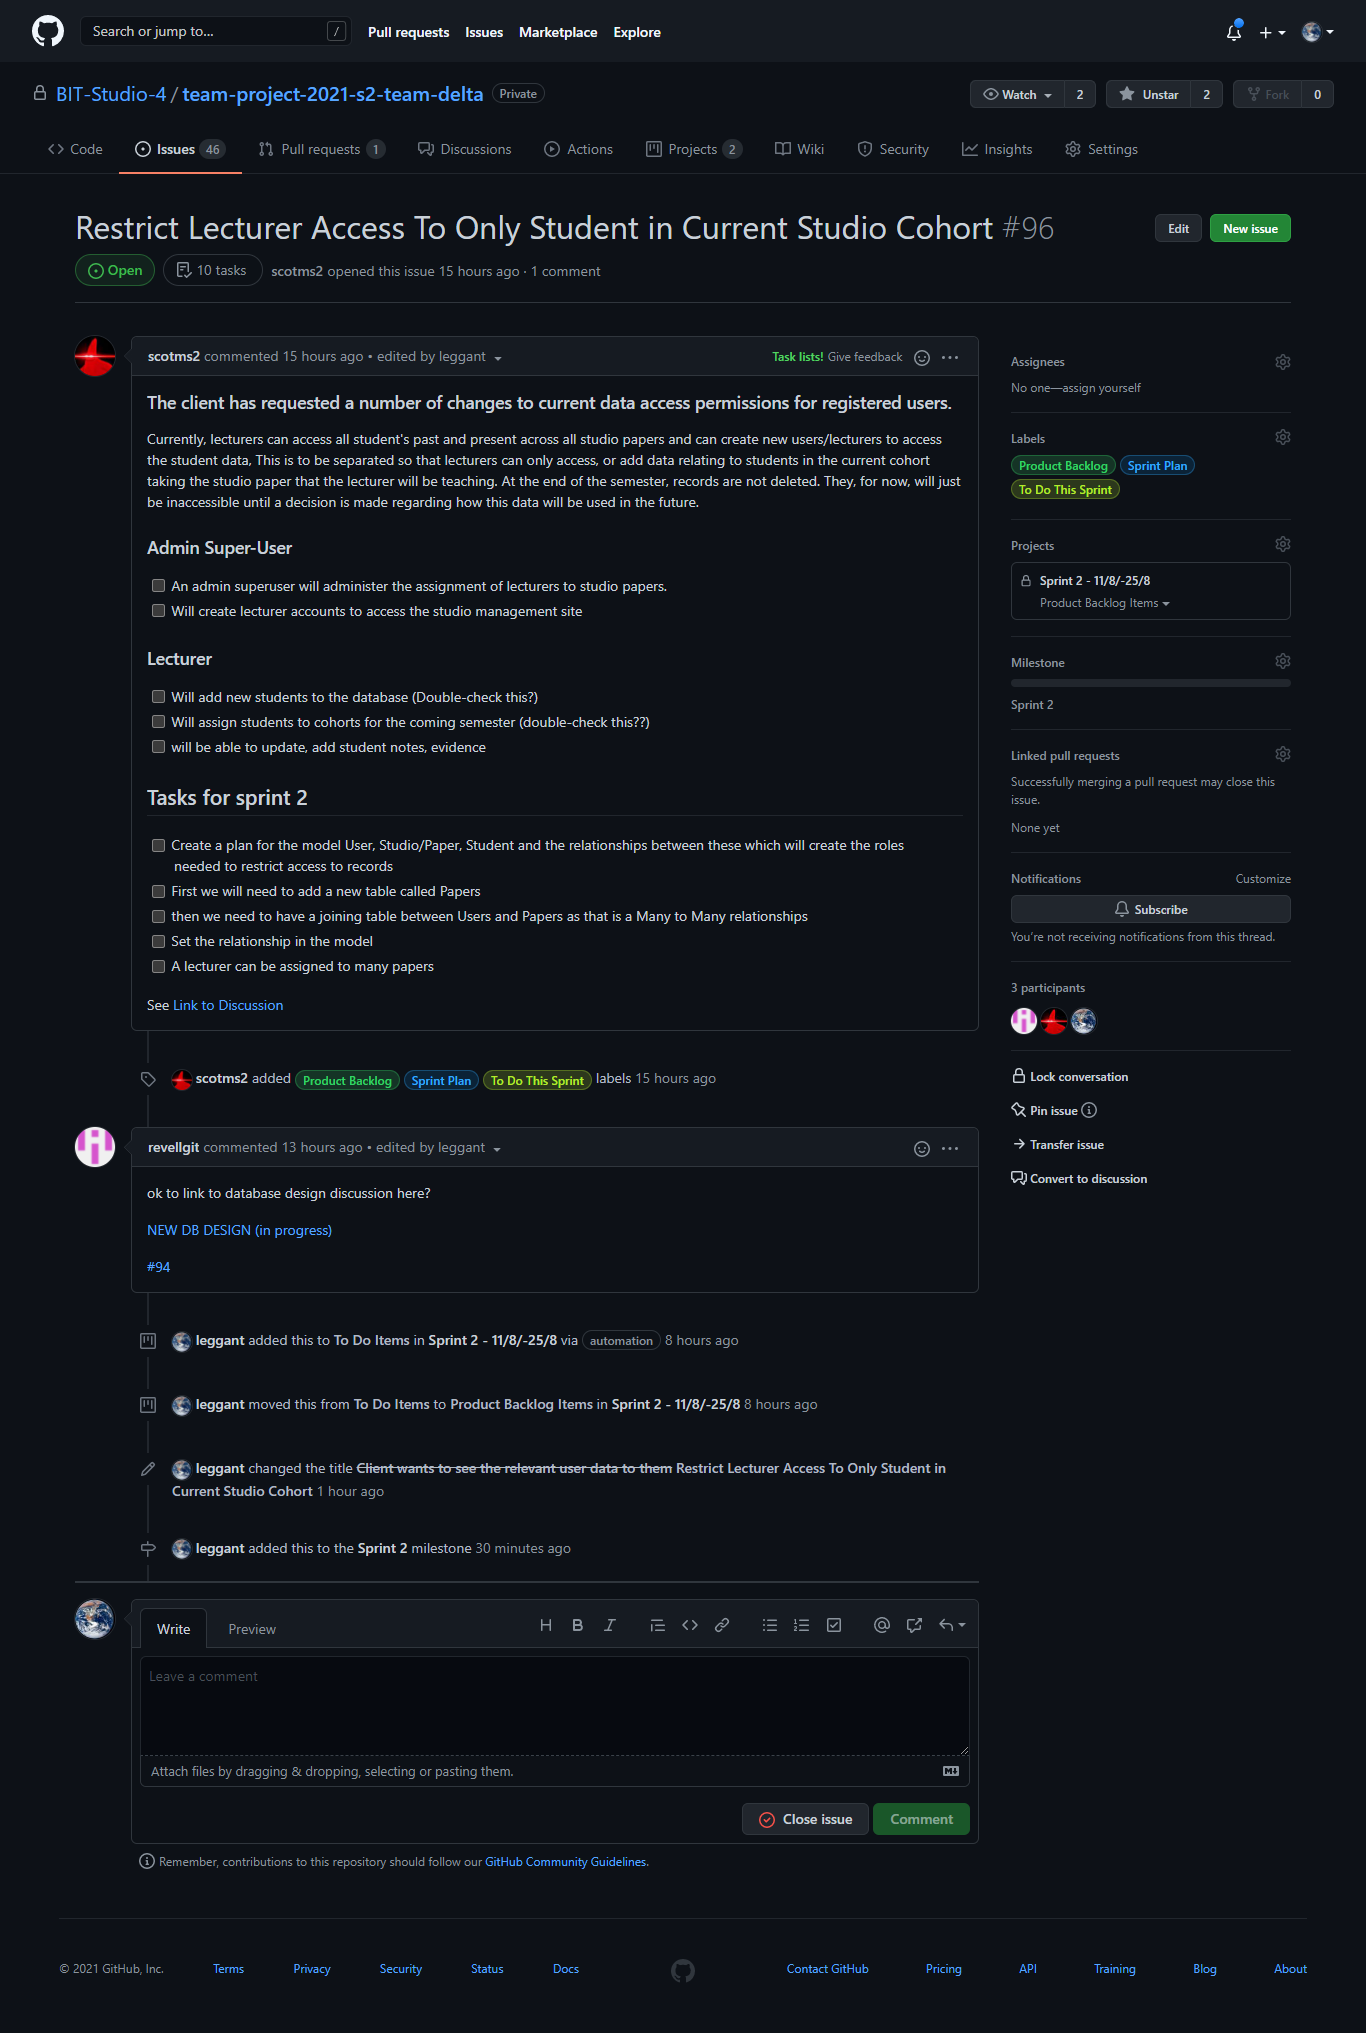 Search or jump to... /
Pull requests Issues Marketplace Explore
BIT-Studio-4 / team-project-2021-s2-team-delta Private
Watch 2 Unstar 2 Fork 0
Code Issues 46 Pull requests 1 Discussions Actions Projects 2 Wiki Security Insights Settings
Restrict Lecturer Access To Only Student in Current Studio Cohort #96
Edit New issue
Open 10 tasks scotms2 opened this issue 15 hours ago · 1 comment
scotms2 commented 15 hours ago • edited by leggant
Task lists! Give feedback
The client has requested a number of changes to current data access permissions for registered users.
Currently, lecturers can access all student's past and present across all studio papers and can create new users/lecturers to access
the student data, This is to be separated so that lecturers can only access, or add data relating to students in the current cohort
taking the studio paper that the lecturer will be teaching. At the end of the semester, records are not deleted. They, for now, will just
be inaccessible until a decision is made regarding how this data will be used in the future.
Admin Super-User
An admin superuser will administer the assignment of lecturers to studio papers.
Will create lecturer accounts to access the studio management site
Lecturer
Will add new students to the database (Double-check this?)
Will assign students to cohorts for the coming semester (double-check this??)
will be able to update, add student notes, evidence
Tasks for sprint 2
Create a plan for the model User, Studio/Paper, Student and the relationships between these which will create the roles
needed to restrict access to records
First we will need to add a new table called Papers
then we need to have a joining table between Users and Papers as that is a Many to Many relationships
Set the relationship in the model
A lecturer can be assigned to many papers
See Link to Discussion
scotms2 added Product Backlog Sprint Plan To Do This Sprint labels 15 hours ago
revellgit commented 13 hours ago • edited by leggant
ok to link to database design discussion here?
NEW DB DESIGN (in progress)
#94
leggant added this to To Do Items in Sprint 2 - 11/8/-25/8 via automation 8 hours ago
leggant moved this from To Do Items to Product Backlog Items in Sprint 2 - 11/8/-25/8 8 hours ago
leggant changed the title Client wants to see the relevant user data to them Restrict Lecturer Access To Only Student in
Current Studio Cohort 1 hour ago
leggant added this to the Sprint 2 milestone 30 minutes ago
Write Preview
Leave a comment
Attach files by dragging & dropping, selecting or pasting them.
Close issue Comment
Remember, contributions to this repository should follow our GitHub Community Guidelines.
Assignees
No one—assign yourself
Labels
Product Backlog Sprint Plan
To Do This Sprint
Projects
Sprint 2 - 11/8/-25/8
Product Backlog Items
Milestone
Sprint 2
Linked pull requests
Successfully merging a pull request may close this
issue.
None yet
Notifications Customize
Subscribe
You're not receiving notifications from this thread.
3 participants
Lock conversation
Pin issue
Transfer issue
Convert to discussion
© 2021 GitHub, Inc. Terms Privacy Security Status Docs Contact GitHub Pricing API Training Blog About